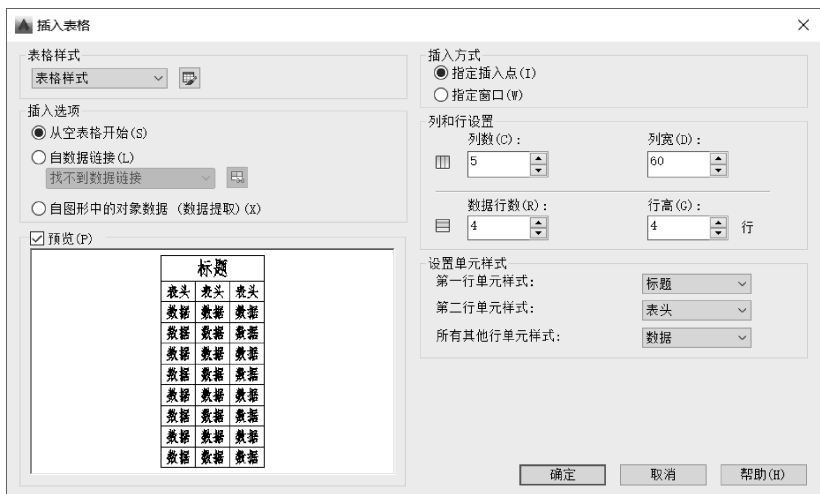 插入表格
表格样式
表格样式
插入选项
从空表格开始(S)
自数据链接(L)
找不到数据链接
自图形中的对象数据 (数据提取)(X)
预览(P)
标题
表头 表头 表头
数据 数据 数据
数据 数据 数据
数据 数据 数据
数据 数据 数据
数据 数据 数据
数据 数据 数据
数据 数据 数据
数据 数据 数据
插入方式
指定插入点(I)
指定窗口(W)
列和行设置
列数(C): 列宽(D):
5 60
数据行数(R): 行高(G):
4 4 行
设置单元样式
第一行单元样式: 标题
第二行单元样式: 表头
所有其他行单元样式: 数据
确定 取消 帮助(H)